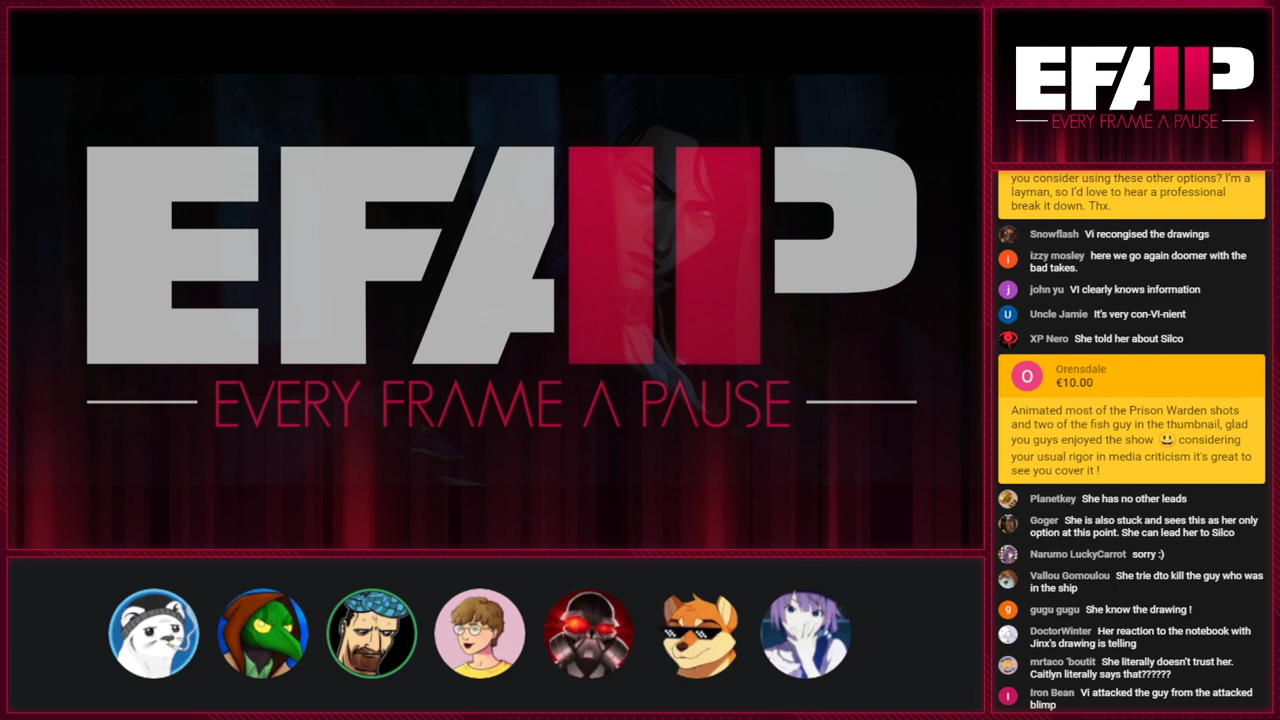 EFAP
EVERY FRAME A PAUSE
EFAP
EVERY FRAME A PAUSE
you consider using these other options? I'm a
layman, so I'd love to hear a professional
break it down. Thx.
Snowflash Vi recongised the drawings
izzy mosley here we go again doomer with the
bad takes.
john yu VI clearly knows information
Uncle Jamie It's very con-VI-nient
XP Nero She told her about Silco
Orensdale
€10.00
Animated most of the Prison Warden shots
and two of the fish guy in the thumbnail, glad
you guys enjoyed the show 😃 considering
your usual rigor in media criticism it's great to
see you cover it !
Planetkey She has no other leads
Goger She is also stuck and sees this as her only
option at this point. She can lead her to Silco
Narumo LuckyCarrot sorry :)
Vallou Gomoulou She trie dto kill the guy who was
in the ship
gugu gugu She know the drawing !
DoctorWinter Her reaction to the notebook with
Jinx's drawing is telling
mrtaco 'boutit She literally doesn't trust her.
Caitlyn literally says that??????
Iron Bean Vi attacked the guy from the attacked
blimp